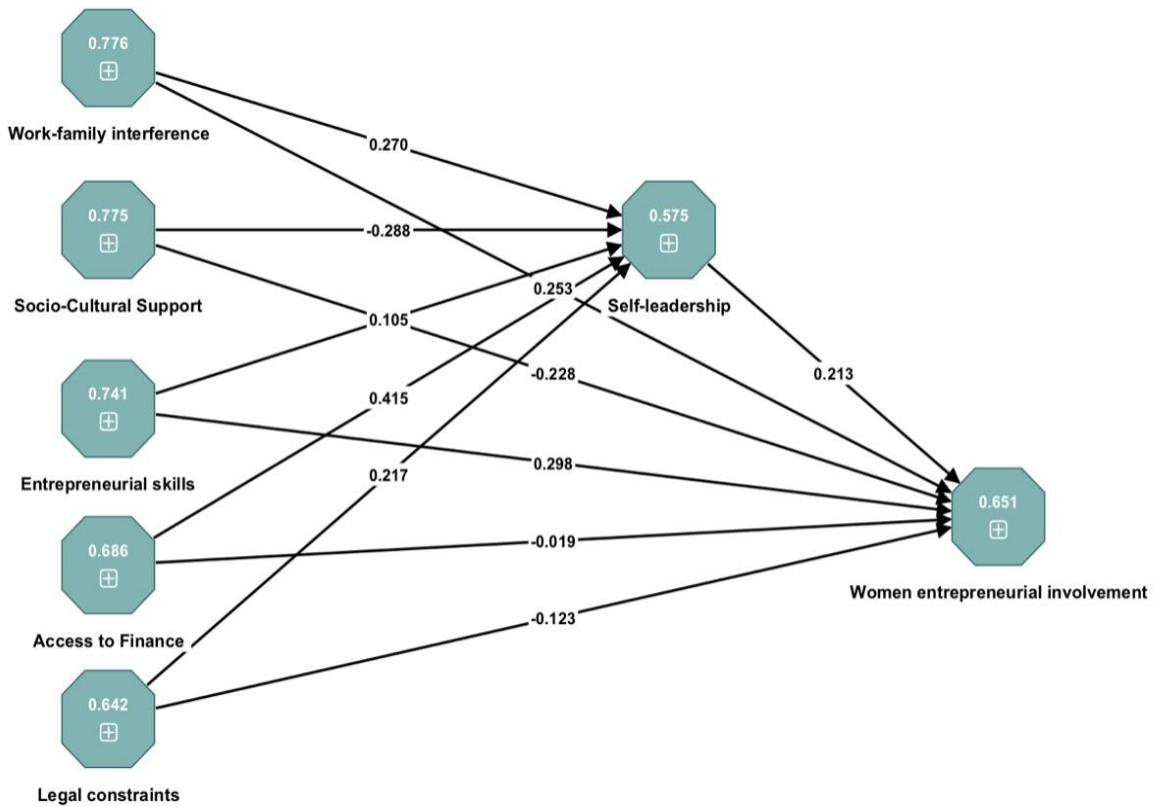 0.776
Work-family interference
0.270
0.775
-0.288
0.575
Socio-Cultural Support
0.253
Self-leadership
0.105
0.741
-0.228
0.213
0.415
Entrepreneurial skills
0.298
0.217
0.651
0.686
-0.019
Women entrepreneurial involvement
Access to Finance
-0.123
0.642
Legal constraints